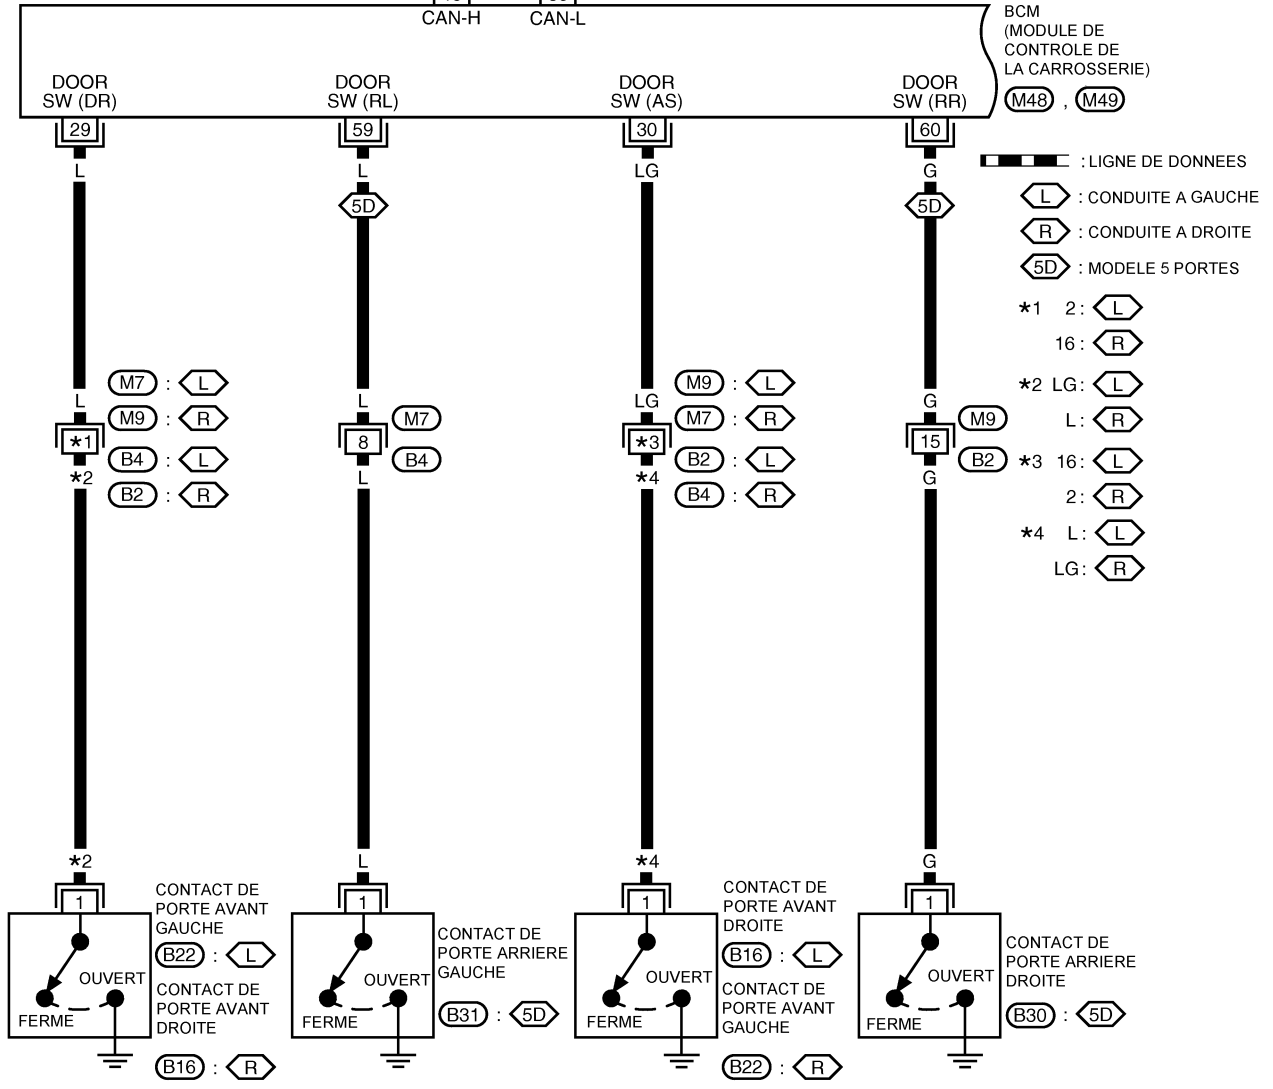 CAN-H
CAN-L
BCM
(MODULE DE
CONTROLE DE
LA CARROSSERIE)
M48 , M49
DOOR
SW (DR)
DOOR
SW (RL)
DOOR
SW (AS)
DOOR
SW (RR)
29
59
30
60
L
L
LG
G
5D
5D
: LIGNE DE DONNEES
L : CONDUITE A GAUCHE
R : CONDUITE A DROITE
5D : MODELE 5 PORTES
*1 2: L
16: R
*2 LG: L
L: R
*3 16: L
2: R
*4 L: L
LG: R
L
M7 : L
M9 : R
*1
B4 : L
*2
B2 : R
L
M7
8
B4
L
LG
M9 : L
M7 : R
*3
B2 : L
*4
B4 : R
G
M9
15
B2
G
*2
L
*4
G
1
1
1
1
CONTACT DE
PORTE AVANT
GAUCHE
B22 : L
OUVERT
FERME
CONTACT DE
PORTE AVANT
DROITE
B16 : R
OUVERT
FERME
CONTACT DE
PORTE ARRIERE
GAUCHE
B31 : 5D
OUVERT
FERME
CONTACT DE
PORTE AVANT
DROITE
B16 : L
CONTACT DE
PORTE AVANT
GAUCHE
B22 : R
OUVERT
FERME
CONTACT DE
PORTE ARRIERE
DROITE
B30 : 5D